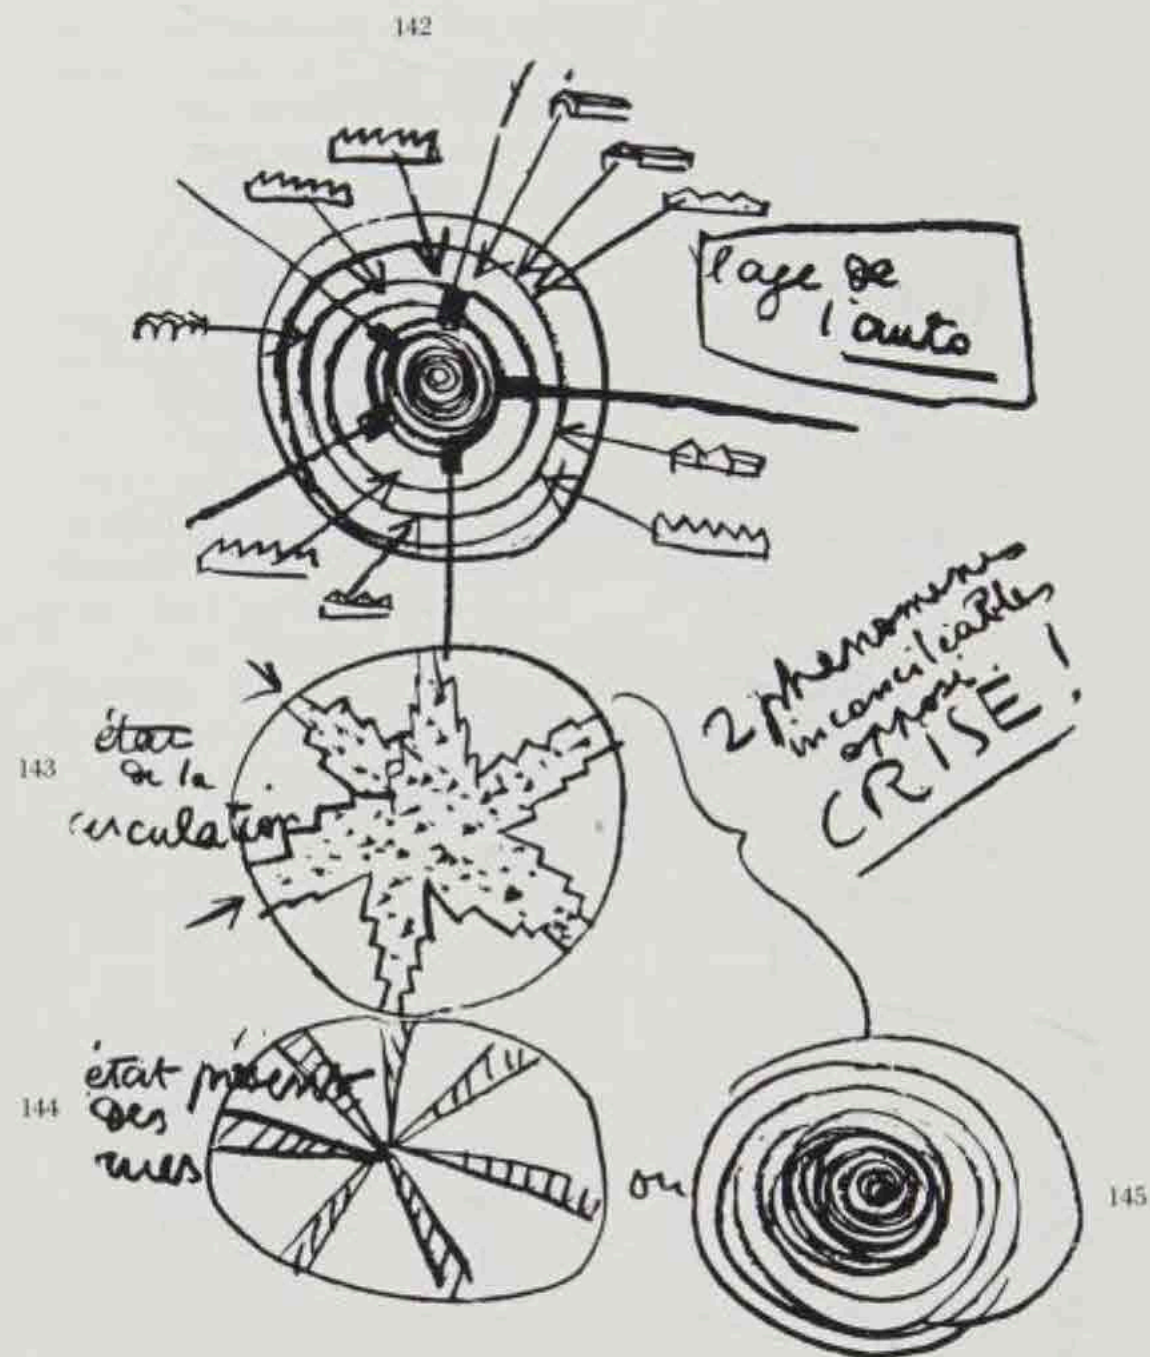 142
l'age de
l'auto
2 phénomènes
inconciliables
opposés.
CRISE!
143
état
de la
circulation
144
état présent
des
rues
ou
145